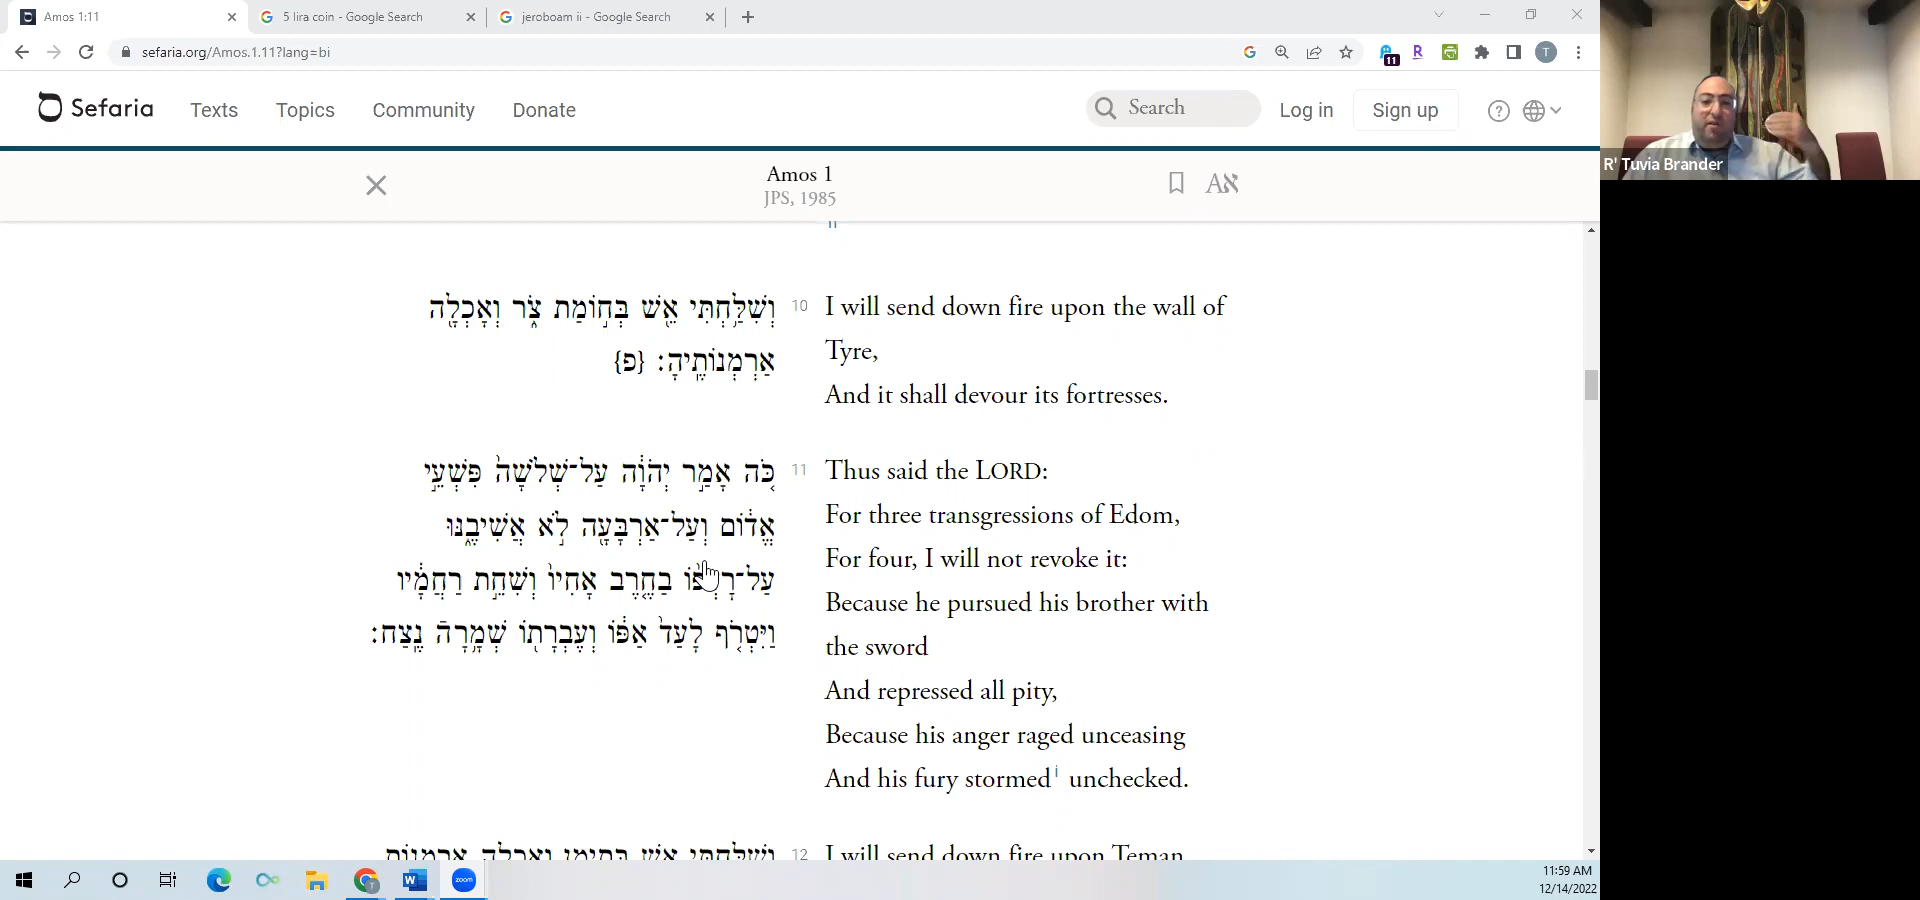 Amos 1:11
5 lira coin - Google Search
jeroboam ii - Google Search
sefaria.org/Amos.1.11?lang=bi
11
R
T
Sefaria
Texts
Topics
Community
Donate
Search
Log in
Sign up
R' Tuvia Brander
Amos 1
JPS, 1985
Aא
וְשִׁלַּ֥חְתִּי אֵ֖שׁ בְּח֣וֹמַת צֹ֑ר וְאָכְלָ֖ה
אַרְמְנוֹתֶֽיהָ׃ {פ}
10
I will send down fire upon the wall of
Tyre,
And it shall devour its fortresses.
כֹּ֚ה אָמַ֣ר יְהֹוָ֔ה עַל־שְׁלֹשָׁה֙ פִּשְׁעֵ֣י
אֱד֔וֹם וְעַל־אַרְבָּעָ֖ה לֹ֣א אֲשִׁיבֶ֑נּוּ
עַל־רׇדְפ֨וֹ בַחֶ֤רֶב אָחִיו֙ וְשִׁחֵ֣ת רַחֲמָ֔יו
וַיִּטְרֹ֤ף לָעַד֙ אַפּ֔וֹ וְעֶבְרָת֖וֹ שְׁמָ֥רָה נֶֽצַח׃
11
Thus said the LORD:
For three transgressions of Edom,
For four, I will not revoke it:
Because he pursued his brother with
the sword
And repressed all pity,
Because his anger raged unceasing
And his fury stormed i unchecked.
וְשִׁלַּ֥חְתִּי אֵ֖שׁ בְּתֵימָ֑ן וְאָכְלָ֖ה אַרְמְנ֥וֹת
12
I will send down fire upon Teman,
zoom
11:59 AM
12/14/2022